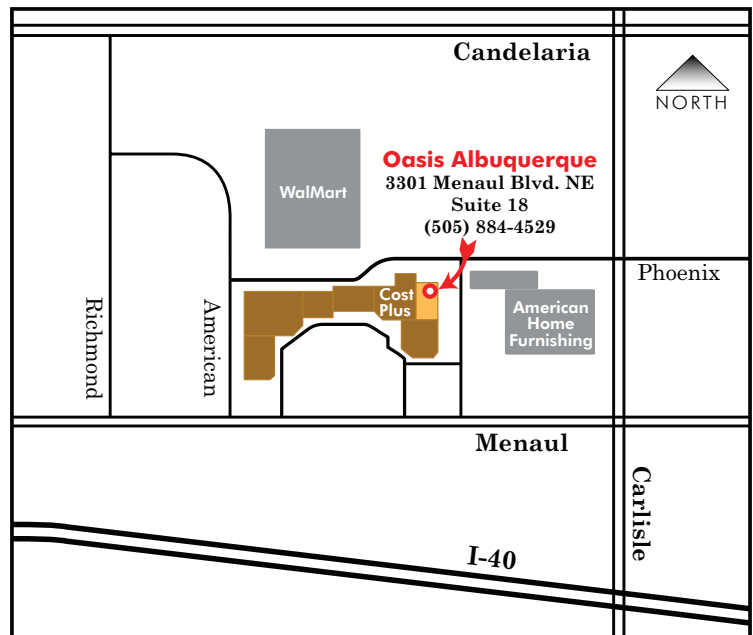 Candelaria
NORTH
Oasis Albuquerque
3301 Menaul Blvd. NE
Suite 18
(505) 884-4529
WalMart
Phoenix
Cost
Plus
American
Home
Furnishing
Richmond
American
Menaul
Carlisle
I-40